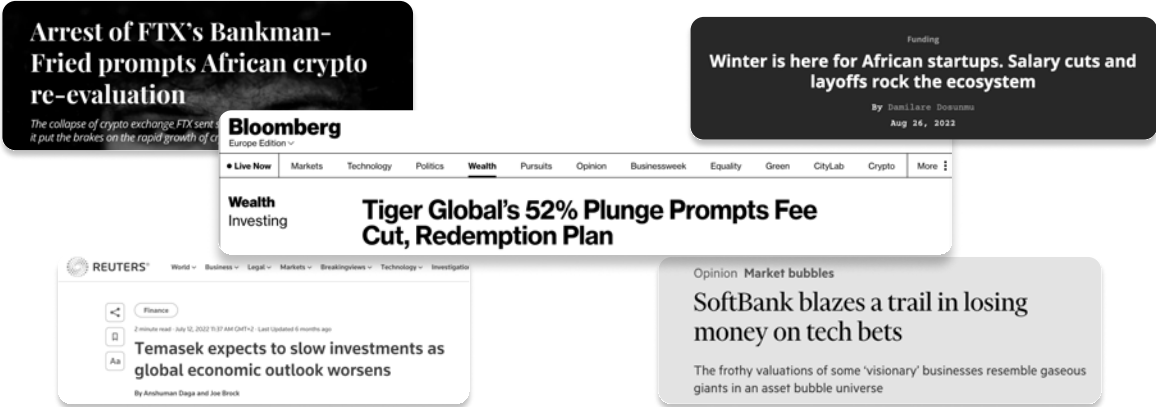 Arrest of FTX’s Bankman-
Fried prompts African crypto
re-evaluation
The collapse of crypto exchange FTX sent s
it put the brakes on the rapid growth of cr
Funding
Winter is here for African startups. Salary cuts and
layoffs rock the ecosystem
By Damilare Dosunmu
Aug 26, 2022
Bloomberg
Europe Edition
Live Now Markets Technology Politics Wealth Pursuits Opinion Businessweek Equality Green CityLab Crypto More
Wealth
Investing
Tiger Global’s 52% Plunge Prompts Fee
Cut, Redemption Plan
REUTERS® World Business Legal Markets Breakingviews Technology Investigatio
Finance
2 minute read · July 12, 2022 11:37 AM GMT+2 · Last Updated 6 months ago
Aa
Temasek expects to slow investments as
global economic outlook worsens
By Anshuman Daga and Joe Brock
Opinion Market bubbles
SoftBank blazes a trail in losing
money on tech bets
The frothy valuations of some ‘visionary’ businesses resemble gaseous
giants in an asset bubble universe